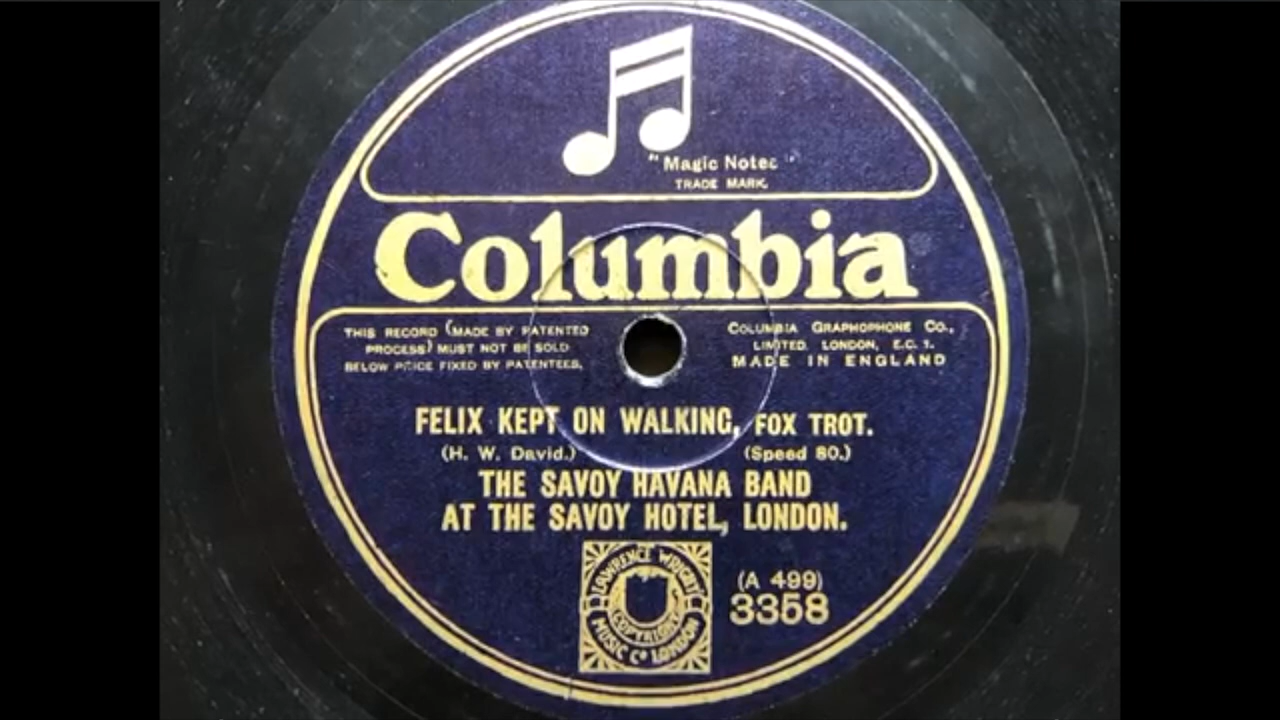 "Magic Notes"
TRADE MARK.
Columbia
THIS RECORD (MADE BY PATENTED
PROCESS) MUST NOT BE SOLD
BELOW PRICE FIXED BY PATENTEES.
COLUMBIA GRAPHOPHONE CO.,
LIMITED. LONDON, E.C. 1.
MADE IN ENGLAND
FELIX KEPT ON WALKING, FOX TROT.
(H. W. David.) (Speed 80.)
THE SAVOY HAVANA BAND
AT THE SAVOY HOTEL, LONDON.
LAWRENCE WRIGHT
COPYRIGHT
MUSIC Co LONDON
(A 499)
3358